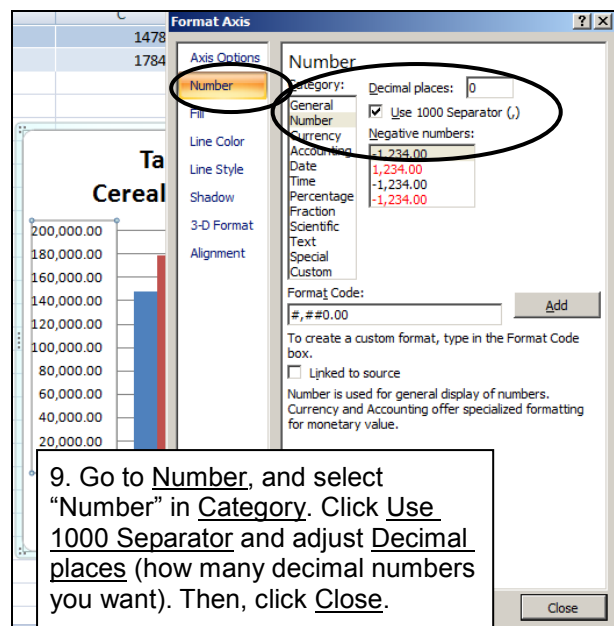 C
1478
1784
Format Axis
?
Axis Options
Number
Fill
Line Color
Line Style
Shadow
3-D Format
Alignment
Number
Category:
General
Number
Currency
Accounting
Date
Time
Percentage
Fraction
Scientific
Text
Special
Custom
Decimal places: 0
Use 1000 Separator (,)
Negative numbers:
-1,234.00
1,234.00
-1,234.00
-1,234.00
Format Code:
#,##0.00
Add
To create a custom format, type in the Format Code
box.
Linked to source
Number is used for general display of numbers.
Currency and Accounting offer specialized formatting
for monetary value.
Ta
Cereal
200,000.00
180,000.00
160,000.00
140,000.00
120,000.00
100,000.00
80,000.00
60,000.00
40,000.00
20,000.00
9. Go to Number, and select
“Number” in Category. Click Use
1000 Separator and adjust Decimal
places (how many decimal numbers
you want). Then, click Close.
Close